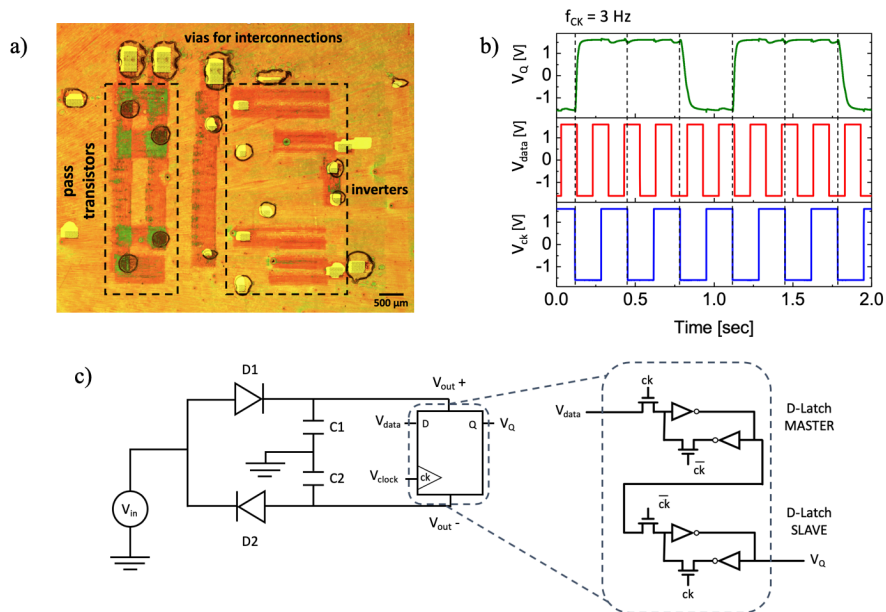 a)
vias for interconnections
pass
transistors
inverters
500 µm
b)
f_CK = 3 Hz
V_Q [V]
1
0
-1
V_data [V]
1
0
-1
V_ck [V]
1
0
-1
0.0 0.5 1.0 1.5 2.0
Time [sec]
c)
D1
V_out +
C1
V_data
D
Q
V_Q
C2
V_clock
ck
V_in
V_out -
D2
ck
V_data
D-Latch
MASTER
c̅k̅
c̅k̅
D-Latch
SLAVE
V_Q
ck